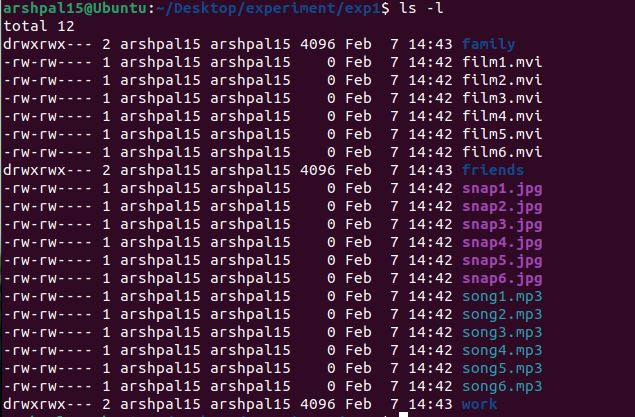 arshpal15@Ubuntu:~/Desktop/experiment/exp1$ ls -l
total 12
drwxrwx--- 2 arshpal15 arshpal15 4096 Feb  7 14:43 family
-rw-rw---- 1 arshpal15 arshpal15    0 Feb  7 14:42 film1.mvi
-rw-rw---- 1 arshpal15 arshpal15    0 Feb  7 14:42 film2.mvi
-rw-rw---- 1 arshpal15 arshpal15    0 Feb  7 14:42 film3.mvi
-rw-rw---- 1 arshpal15 arshpal15    0 Feb  7 14:42 film4.mvi
-rw-rw---- 1 arshpal15 arshpal15    0 Feb  7 14:42 film5.mvi
-rw-rw---- 1 arshpal15 arshpal15    0 Feb  7 14:42 film6.mvi
drwxrwx--- 2 arshpal15 arshpal15 4096 Feb  7 14:43 friends
-rw-rw---- 1 arshpal15 arshpal15    0 Feb  7 14:42 snap1.jpg
-rw-rw---- 1 arshpal15 arshpal15    0 Feb  7 14:42 snap2.jpg
-rw-rw---- 1 arshpal15 arshpal15    0 Feb  7 14:42 snap3.jpg
-rw-rw---- 1 arshpal15 arshpal15    0 Feb  7 14:42 snap4.jpg
-rw-rw---- 1 arshpal15 arshpal15    0 Feb  7 14:42 snap5.jpg
-rw-rw---- 1 arshpal15 arshpal15    0 Feb  7 14:42 snap6.jpg
-rw-rw---- 1 arshpal15 arshpal15    0 Feb  7 14:42 song1.mp3
-rw-rw---- 1 arshpal15 arshpal15    0 Feb  7 14:42 song2.mp3
-rw-rw---- 1 arshpal15 arshpal15    0 Feb  7 14:42 song3.mp3
-rw-rw---- 1 arshpal15 arshpal15    0 Feb  7 14:42 song4.mp3
-rw-rw---- 1 arshpal15 arshpal15    0 Feb  7 14:42 song5.mp3
-rw-rw---- 1 arshpal15 arshpal15    0 Feb  7 14:42 song6.mp3
drwxrwx--- 2 arshpal15 arshpal15 4096 Feb  7 14:43 work